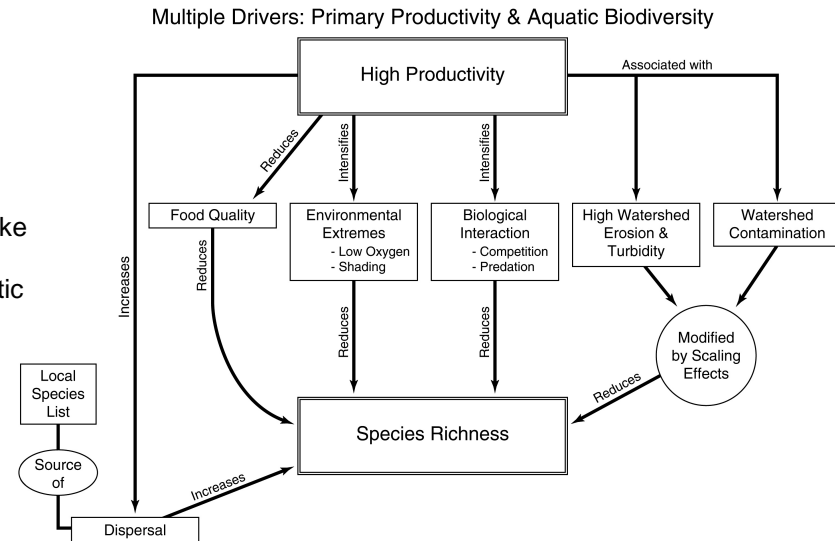 Multiple Drivers: Primary Productivity & Aquatic Biodiversity
High Productivity
Associated with
Reduces
Intensifies
Intensifies
Increases
Food Quality
Environmental
Extremes
- Low Oxygen
- Shading
Biological
Interaction
- Competition
- Predation
High Watershed
Erosion &
Turbidity
Watershed
Contamination
ke
tic
Reduces
Reduces
Reduces
Modified
by Scaling
Effects
Reduces
Local
Species
List
Species Richness
Source
of
Increases
Dispersal